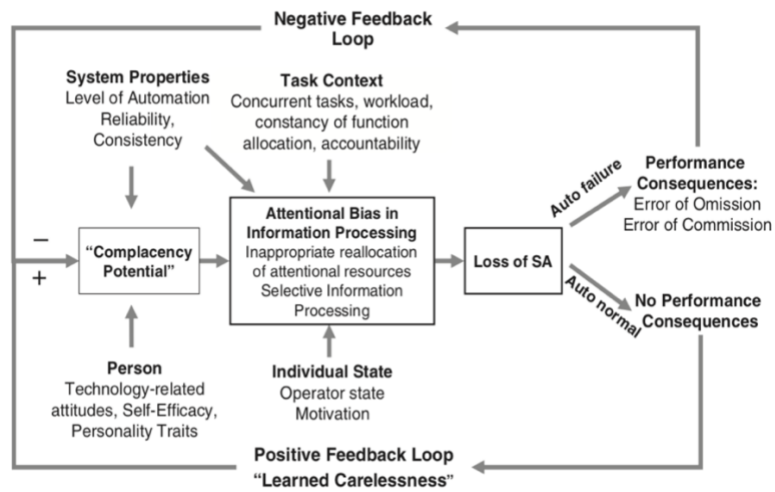 Negative Feedback
Loop
System Properties
Level of Automation
Reliability,
Consistency
Task Context
Concurrent tasks, workload,
constancy of function
allocation, accountability
Auto failure
Performance
Consequences:
Error of Omission
Error of Commission
–
+
“Complacency
Potential”
Attentional Bias in
Information Processing
Inappropriate reallocation
of attentional resources
Selective Information
Processing
Loss of SA
Auto normal
No Performance
Consequences
Person
Technology-related
attitudes, Self-Efficacy,
Personality Traits
Individual State
Operator state
Motivation
Positive Feedback Loop
“Learned Carelessness”